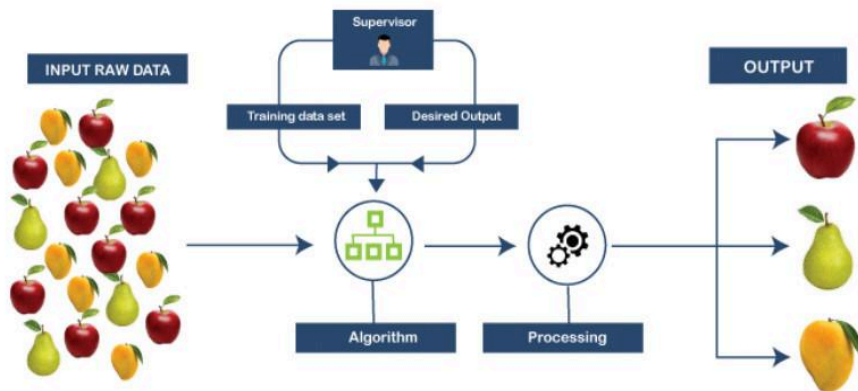 Supervisor
INPUT RAW DATA
OUTPUT
Training data set
Desired Output
Algorithm
Processing